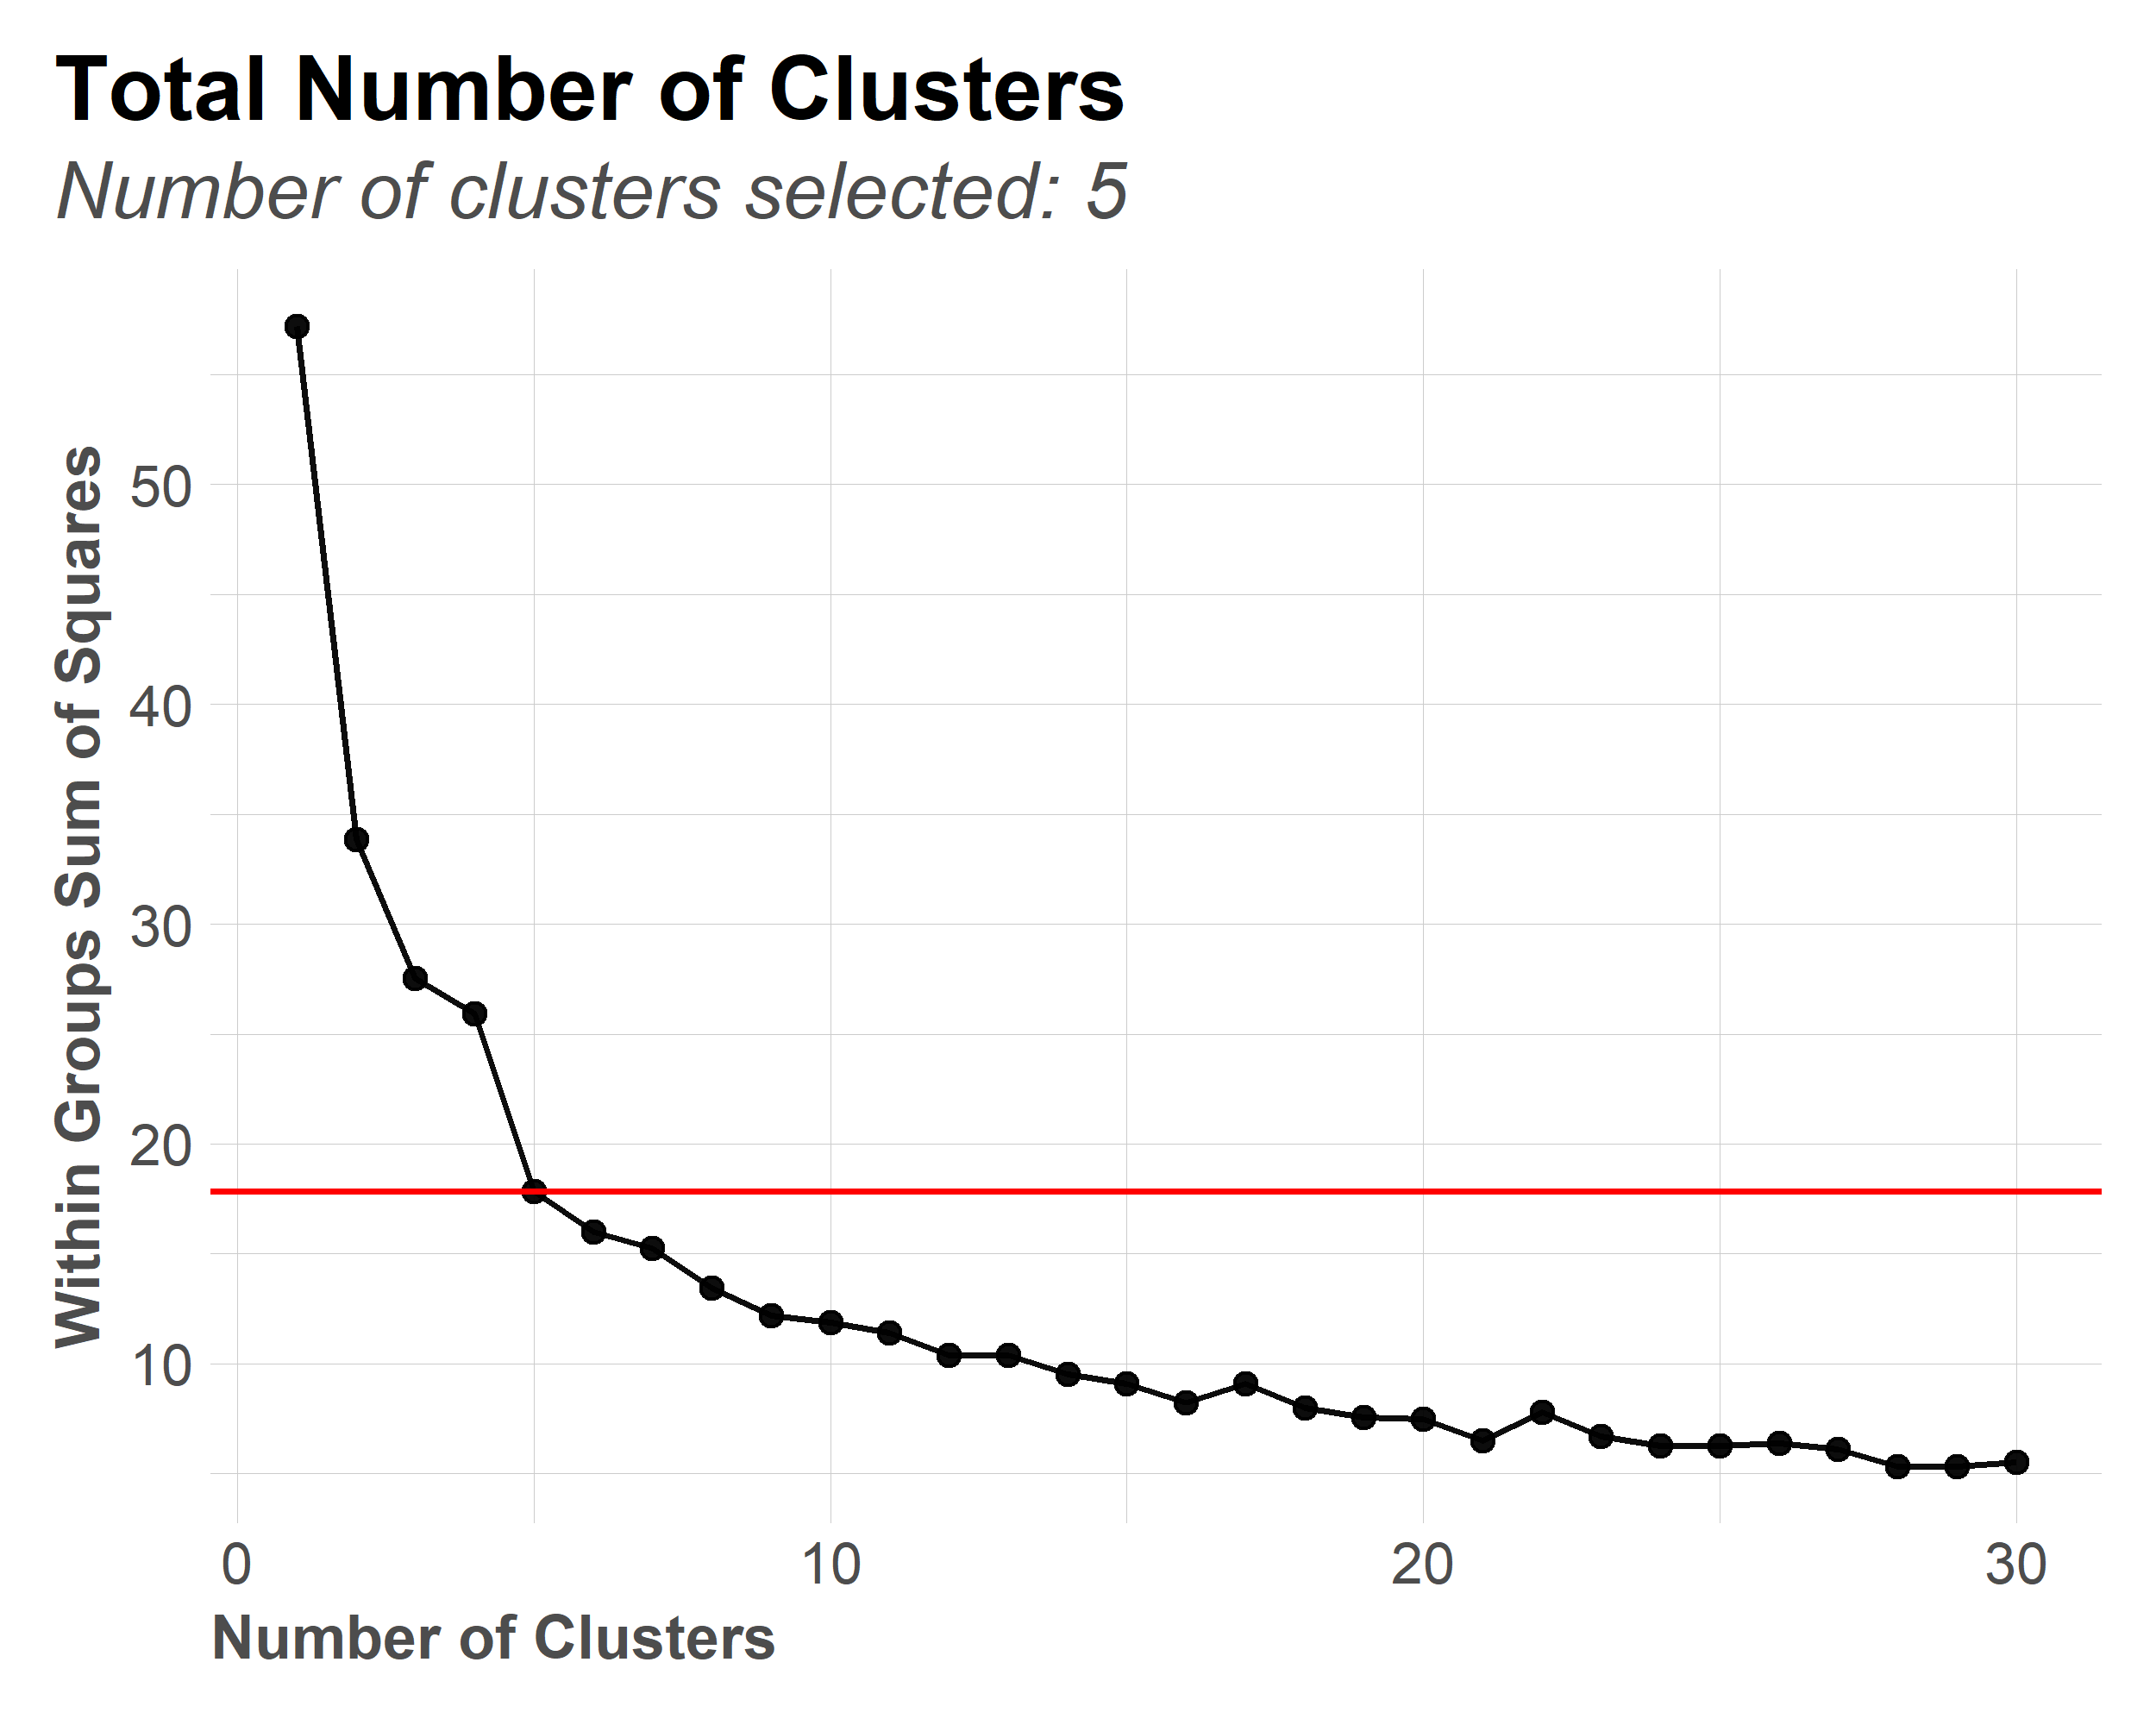 Total Number of Clusters
Number of clusters selected: 5
Within Groups Sum of Squares
50
40
30
20
10
0 10 20 30
Number of Clusters